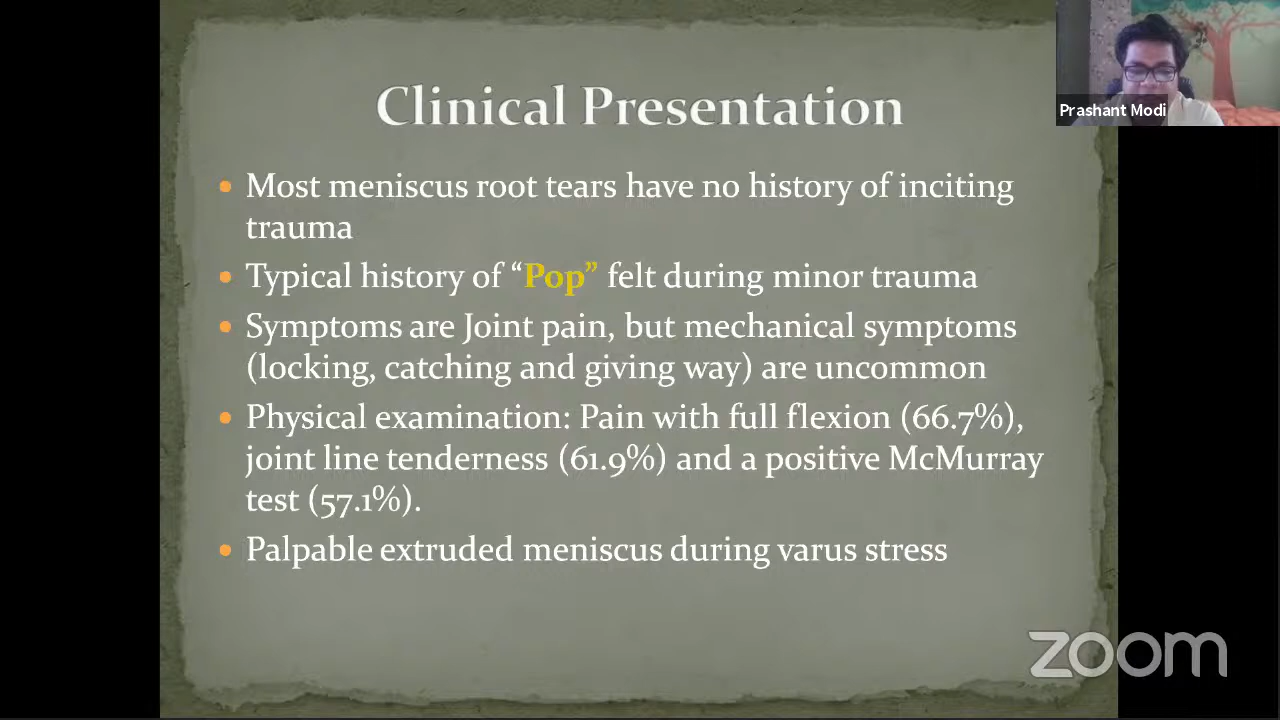 Clinical Presentation
Prashant Modi
• Most meniscus root tears have no history of inciting
trauma
• Typical history of “Pop” felt during minor trauma
• Symptoms are Joint pain, but mechanical symptoms
(locking, catching and giving way) are uncommon
• Physical examination: Pain with full flexion (66.7%),
joint line tenderness (61.9%) and a positive McMurray
test (57.1%).
• Palpable extruded meniscus during varus stress
zoom